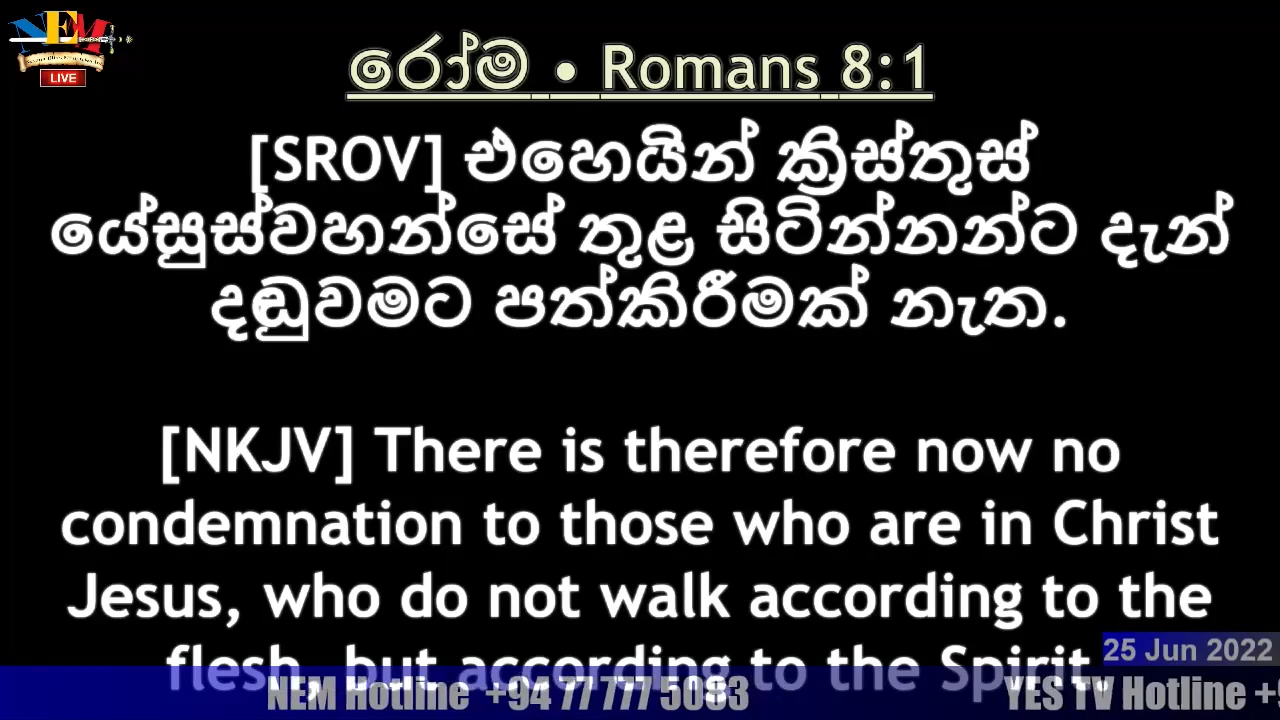 NEM
LIVE
රෝම • Romans 8:1
[SROV] එහෙයින් ක්‍රිස්තුස්
යේසුස්වහන්සේ තුළ සිටින්නන්ට දැන්
දඬුවමට පත්කිරීමක් නැත.
[NKJV] There is therefore now no
condemnation to those who are in Christ
Jesus, who do not walk according to the
flesh, but according to the Spirit.
25 Jun 2022
NEM Hotline +94 77 777 5083
YES TV Hotline +9